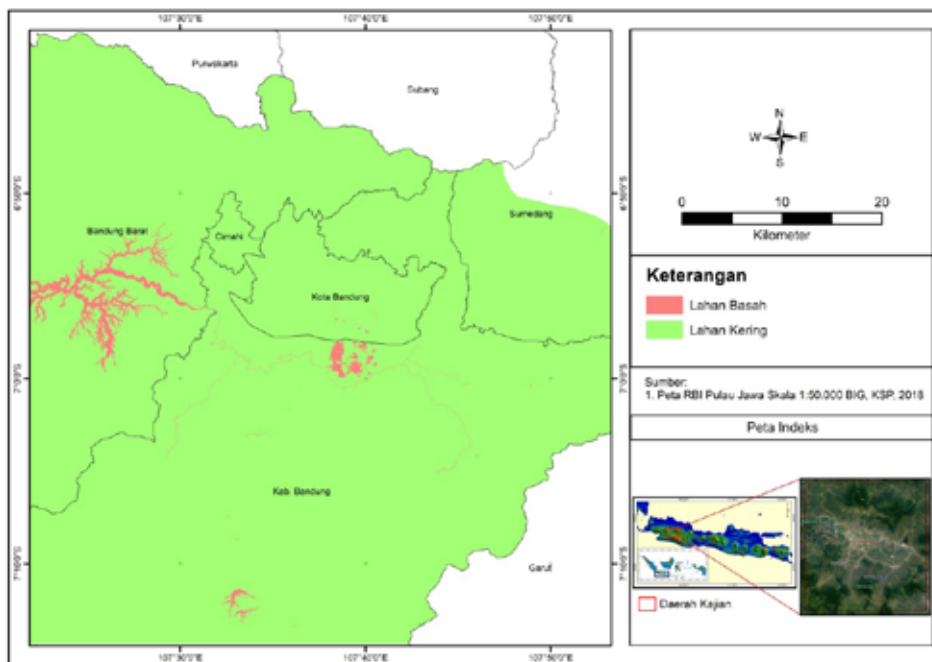 107°30'0"E
107°40'0"E
107°50'0"E
Purwakarta
Subang
6°50'0"S
6°50'0"S
Bandung Barat
Cimahi
Sumedang
Kota Bandung
7°0'0"S
7°0'0"S
Kab. Bandung
7°10'0"S
7°10'0"S
Garut
107°30'0"E
107°40'0"E
107°50'0"E
N
W E
S
0 10 20
Kilometer
Keterangan
Lahan Basah
Lahan Kering
Sumber:
1. Peta RBI Pulau Jawa Skala 1:50.000 BIG, KSP, 2018
Peta Indeks
Daerah Kajian